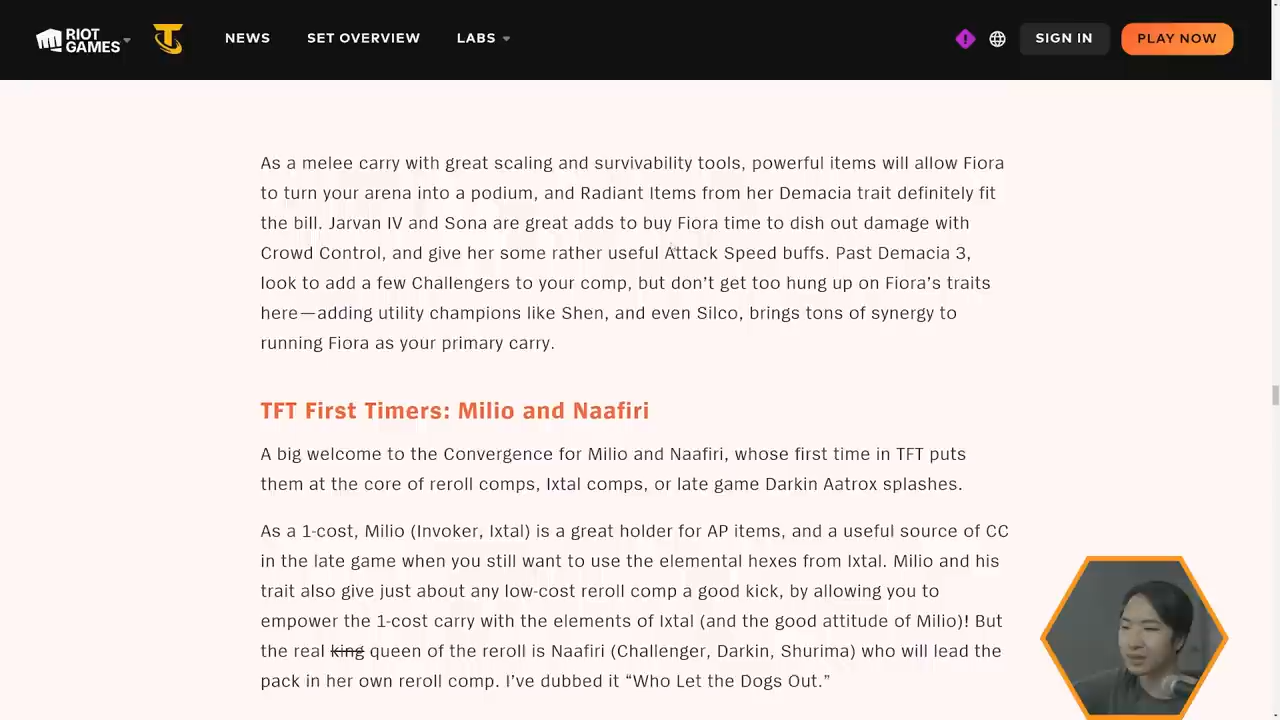 RIOT GAMES
NEWS
SET OVERVIEW
LABS
SIGN IN
PLAY NOW
As a melee carry with great scaling and survivability tools, powerful items will allow Fiora
to turn your arena into a podium, and Radiant Items from her Demacia trait definitely fit
the bill. Jarvan IV and Sona are great adds to buy Fiora time to dish out damage with
Crowd Control, and give her some rather useful Attack Speed buffs. Past Demacia 3,
look to add a few Challengers to your comp, but don’t get too hung up on Fiora’s traits
here—adding utility champions like Shen, and even Silco, brings tons of synergy to
running Fiora as your primary carry.
TFT First Timers: Milio and Naafiri
A big welcome to the Convergence for Milio and Naafiri, whose first time in TFT puts
them at the core of reroll comps, Ixtal comps, or late game Darkin Aatrox splashes.
As a 1-cost, Milio (Invoker, Ixtal) is a great holder for AP items, and a useful source of CC
in the late game when you still want to use the elemental hexes from Ixtal. Milio and his
trait also give just about any low-cost reroll comp a good kick, by allowing you to
empower the 1-cost carry with the elements of Ixtal (and the good attitude of Milio)! But
the real king queen of the reroll is Naafiri (Challenger, Darkin, Shurima) who will lead the
pack in her own reroll comp. I’ve dubbed it “Who Let the Dogs Out.”